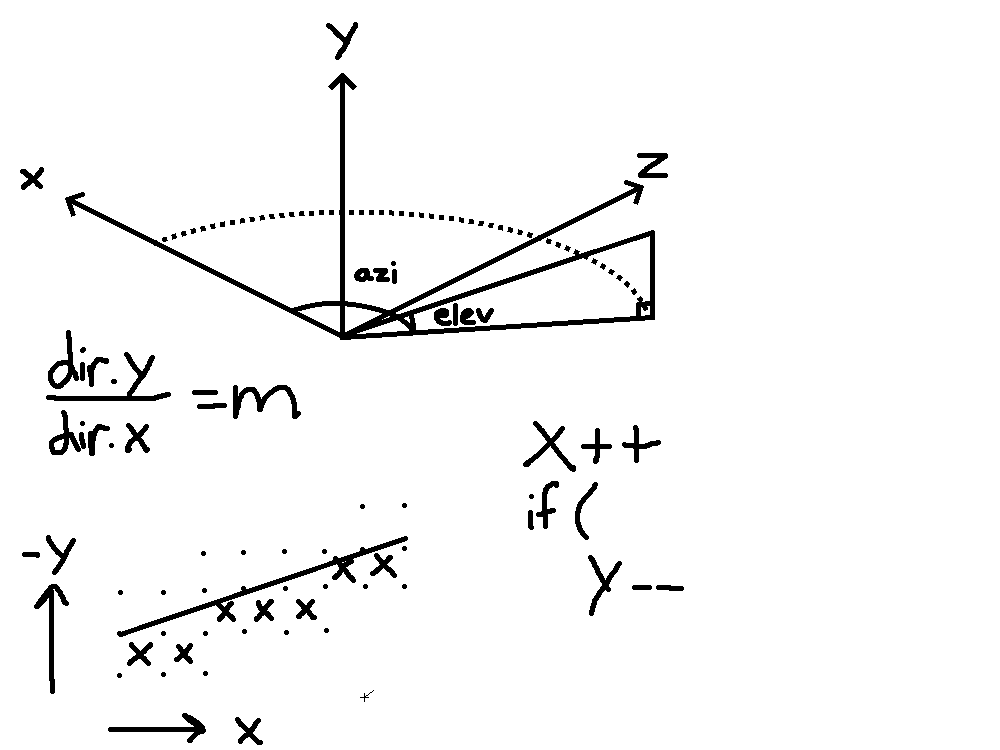 Y
X
Z
azi
elev
dir.y
dir.x
=m
X++
if (
Y--
-Y
x x
x x x
x x
X